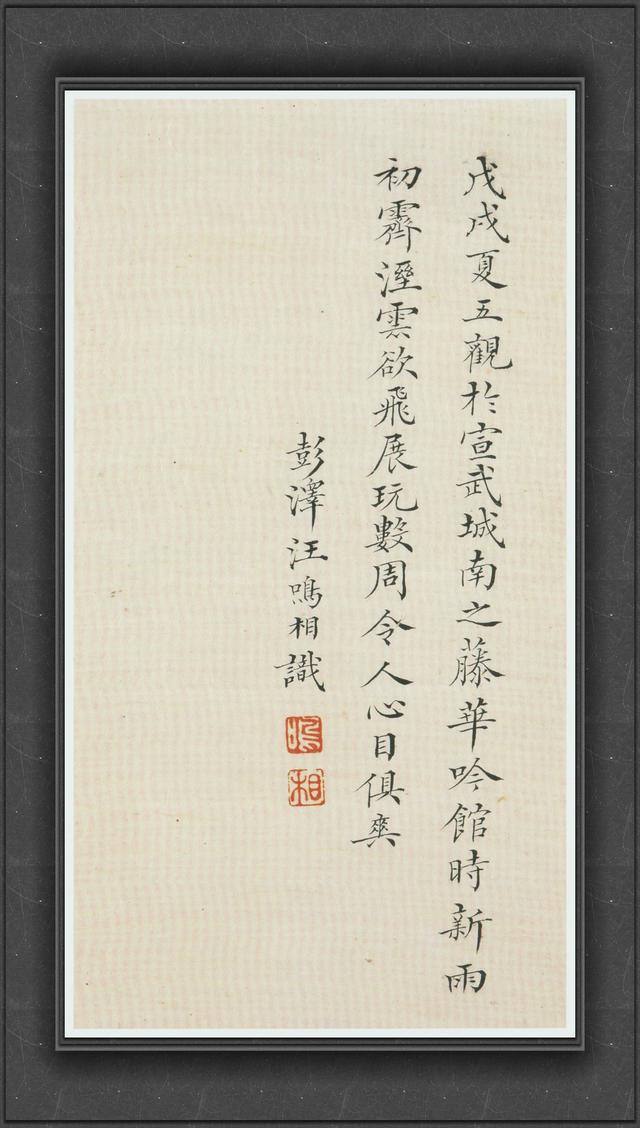 戊戌夏五觀於宣武城南之藤華吟館時新雨
初霽溼雲欲飛展玩數周令人心目俱爽
彭澤汪鳴相識
鳴
相